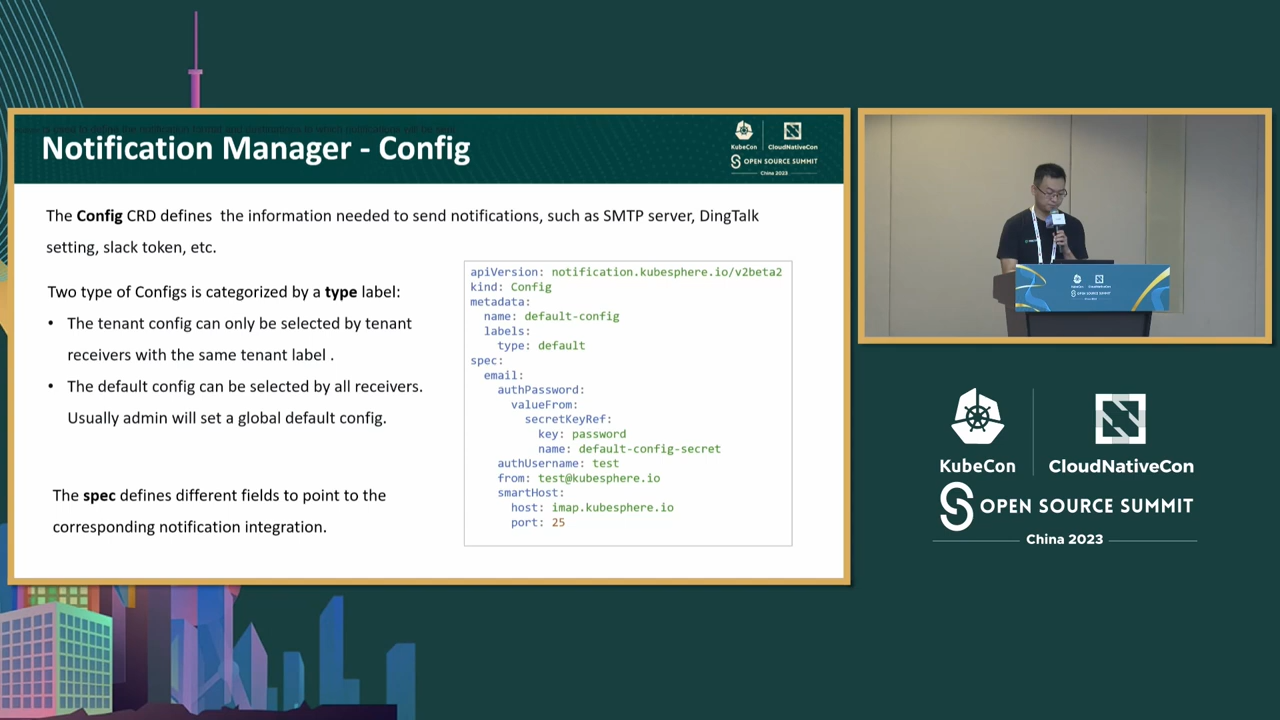 Notification Manager - Config
KubeCon
CloudNativeCon
OPEN SOURCE SUMMIT
China 2023
The Config CRD defines the information needed to send notifications, such as SMTP server, DingTalk
setting, slack token, etc.
Two type of Configs is categorized by a type label:
• The tenant config can only be selected by tenant
receivers with the same tenant label .
• The default config can be selected by all receivers.
Usually admin will set a global default config.
The spec defines different fields to point to the
corresponding notification integration.
apiVersion: notification.kubesphere.io/v2beta2
kind: Config
metadata:
name: default-config
labels:
type: default
spec:
email:
authPassword:
valueFrom:
secretKeyRef:
key: password
name: default-config-secret
authUsername: test
from: test@kubesphere.io
smartHost:
host: imap.kubesphere.io
port: 25
KubeCon
CloudNativeCon
OPEN SOURCE SUMMIT
China 2023